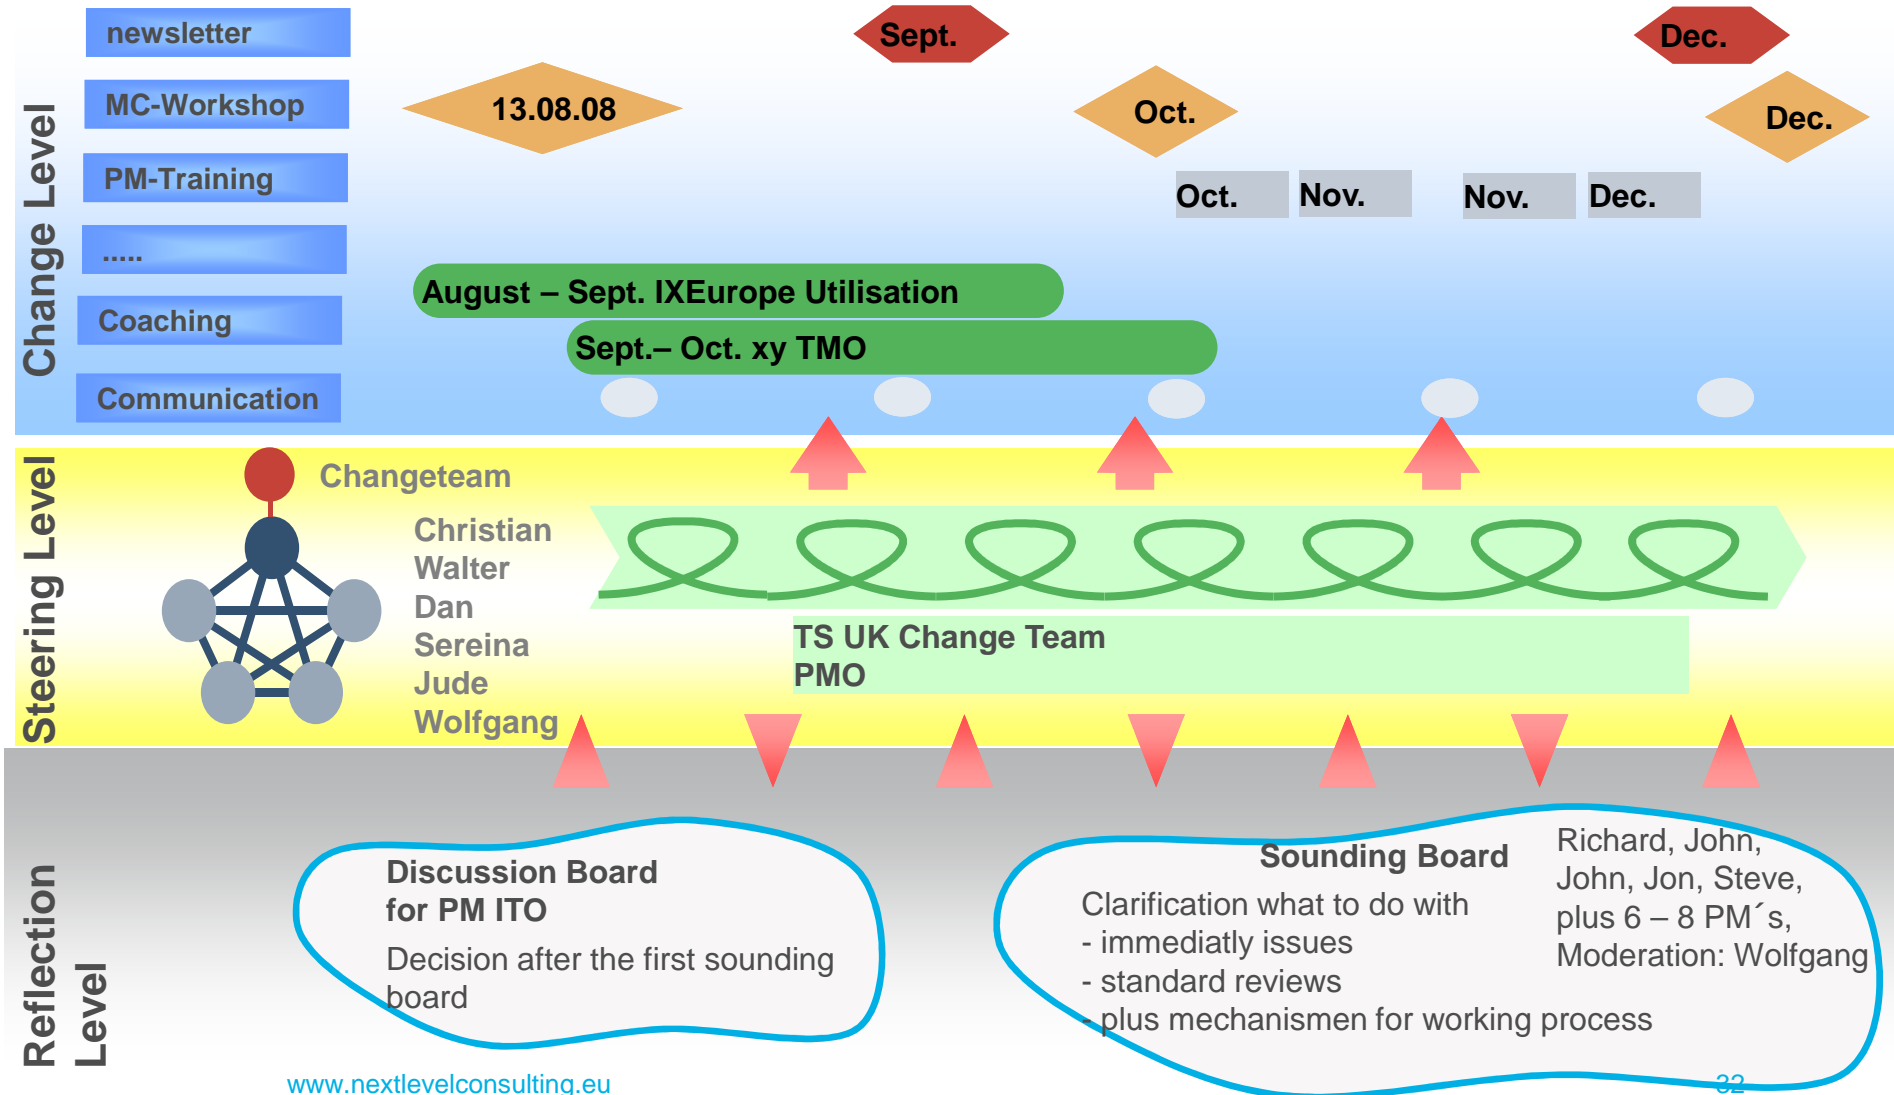 Change Level
newsletter
Sept.
Dec.
MC-Workshop
13.08.08
Oct.
Dec.
PM-Training
Oct.
Nov.
Nov.
Dec.
.....
August – Sept. IXEurope Utilisation
Coaching
Sept.– Oct. xy TMO
Communication
Steering Level
Changeteam
Christian
Walter
Dan
Sereina
Jude
Wolfgang
TS UK Change Team
PMO
Reflection
Level
Discussion Board
for PM ITO
Decision after the first sounding
board
Sounding Board
Clarification what to do with
- immediatly issues
- standard reviews
- plus mechanismen for working process
Richard, John,
John, Jon, Steve,
plus 6 – 8 PM´s,
Moderation: Wolfgang
www.nextlevelconsulting.eu
32